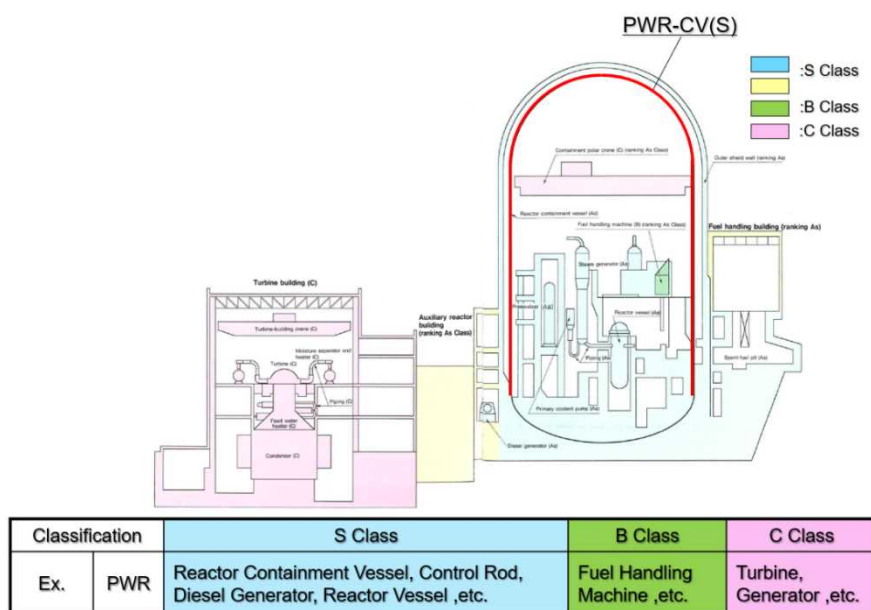 PWR-CV(S)
:S Class
:B Class
:C Class
Containment polar crane (C) (ranking As Class)
Outer shield wall (ranking As)
Reactor containment vessel (As)
Fuel handling machine (B) (ranking As Class)
Fuel handling building (ranking As)
Steam generator (As)
Turbine building (C)
Auxiliary reactor
building
(ranking As Class)
Reactor vessel (As)
Turbine-building crane (C)
Moisture separator and
heater (C)
Turbine (C)
Piping (As)
Spent fuel pit (As)
Piping (C)
Feed water
heater (C)
Primary coolant pump (As)
Condenser (C)
Diesel generator (As)
Classification
S Class
B Class
C Class
Ex.
PWR
Reactor Containment Vessel, Control Rod,
Diesel Generator, Reactor Vessel ,etc.
Fuel Handling
Machine ,etc.
Turbine,
Generator ,etc.